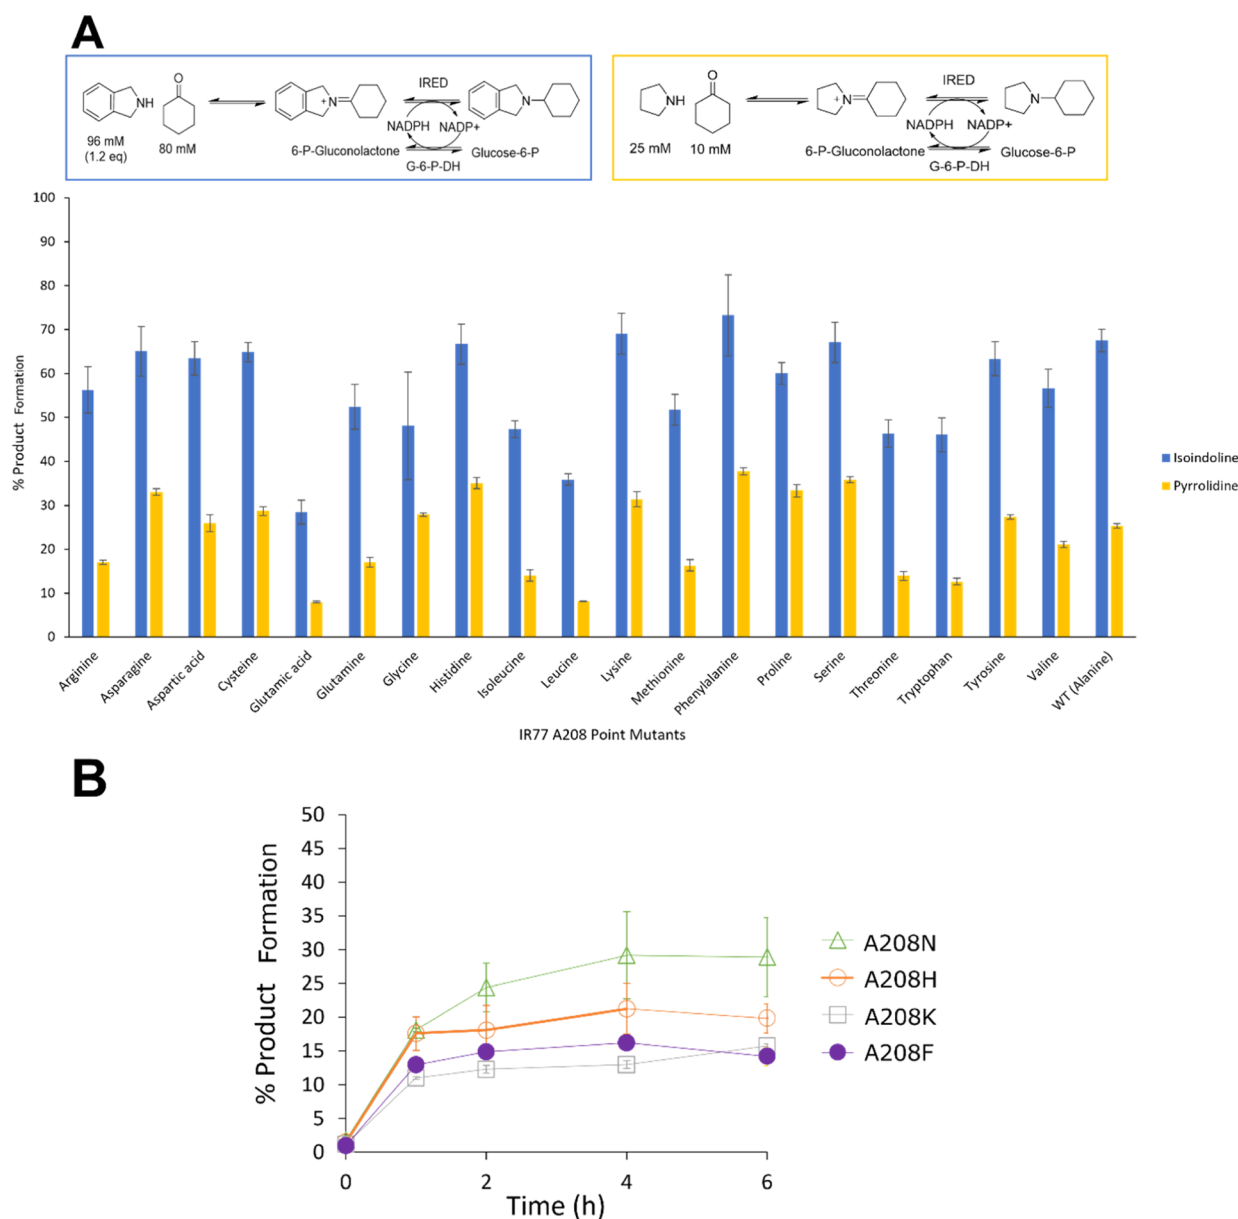 A
NH
O
96 mM
(1.2 eq)
80 mM
+
N
IRED
NADPH
NADP+
6-P-Gluconolactone
Glucose-6-P
G-6-P-DH
N
NH
O
25 mM
10 mM
+
N
IRED
NADPH
NADP+
6-P-Gluconolactone
Glucose-6-P
G-6-P-DH
N
% Product Formation
100
90
80
70
60
50
40
30
20
10
0
Arginine
Asparagine
Aspartic acid
Cysteine
Glutamic acid
Glutamine
Glycine
Histidine
Isoleucine
Leucine
Lysine
Methionine
Phenylalanine
Proline
Serine
Threonine
Tryptophan
Tyrosine
Valine
WT (Alanine)
IR77 A208 Point Mutants
Isoindoline
Pyrrolidine
B
% Product Formation
50
45
40
35
30
25
20
15
10
5
0
0
2
4
6
Time (h)
A208N
A208H
A208K
A208F